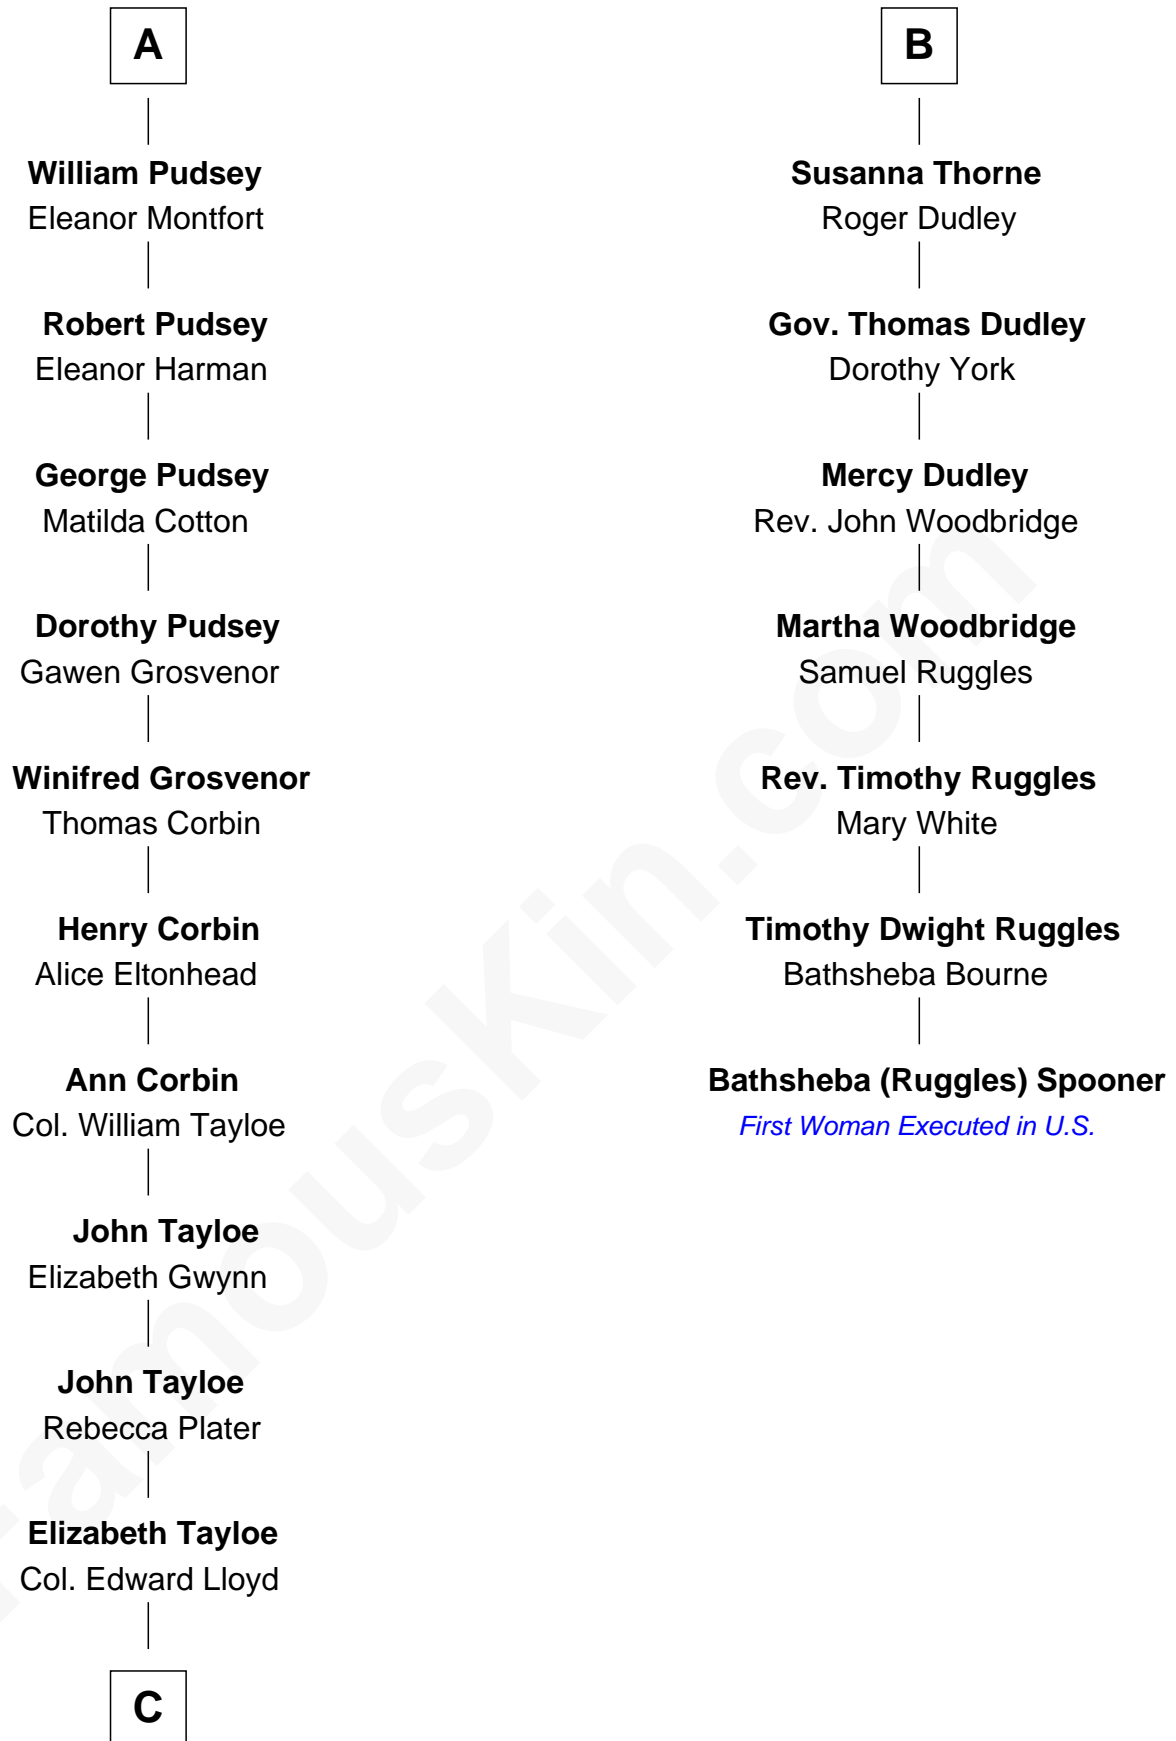 A
William Pudsey
Eleanor Montfort
Robert Pudsey
Eleanor Harman
George Pudsey
Matilda Cotton
Dorothy Pudsey
Gawen Grosvenor
Winifred Grosvenor
Thomas Corbin
Henry Corbin
Alice Eltonhead
Ann Corbin
Col. William Tayloe
John Tayloe
Elizabeth Gwynn
John Tayloe
Rebecca Plater
Elizabeth Tayloe
Col. Edward Lloyd
C
B
Susanna Thorne
Roger Dudley
Gov. Thomas Dudley
Dorothy York
Mercy Dudley
Rev. John Woodbridge
Martha Woodbridge
Samuel Ruggles
Rev. Timothy Ruggles
Mary White
Timothy Dwight Ruggles
Bathsheba Bourne
Bathsheba (Ruggles) Spooner
First Woman Executed in U.S.
FamousKin.com